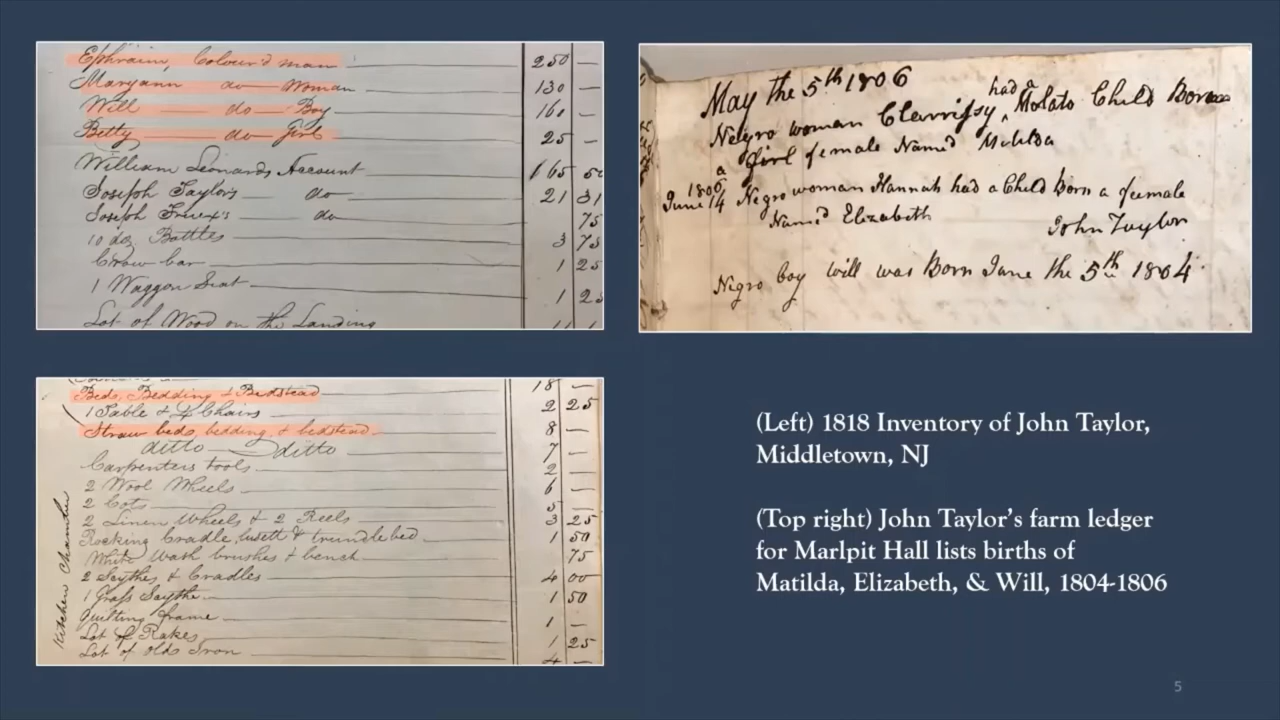 Ephraim, Colour'd man 250 —
Maryann do Woman 130 —
Will do Boy 160 —
Betty do Girl 25 —
William Leonards Account 165
Joseph Taylor's do 21 31
Joseph do 75
10 doz Bottles 3 75
Crow bar 1 25
1 Waggon Seat 1 25
Lot of Wood on the Landing
May the 5th 1806
Negro woman Clarrissy had a Molato Child Born
a girl female Named Matilda
1806
June 14 Negro woman Hannah had a Child Born a female
Named Elizabeth
John Taylor
Negro boy will was Born June the 5th 1804
Kitchen Chamber
18 —
Beds, Bedding & Bedstead
1 Table & 4 Chairs 2 25
Straw beds, bedding & bedstead 8 —
ditto ditto 7 —
Carpenters tools 2 —
2 Wool Wheels 6 —
2 Cots 5 —
2 Linen Wheels & 2 Reels 3 25
Rocking Cradle & trundle bed 1 50
White Wash brushes & bench 75
2 Scythes & Cradles 4 00
1 Grass Scythe 1 50
Quilting frame 1 —
Lot of Rakes 1 25
Lot of old Iron 4 —
(Left) 1818 Inventory of John Taylor,
Middletown, NJ
(Top right) John Taylor's farm ledger
for Marlpit Hall lists births of
Matilda, Elizabeth, & Will, 1804-1806
5